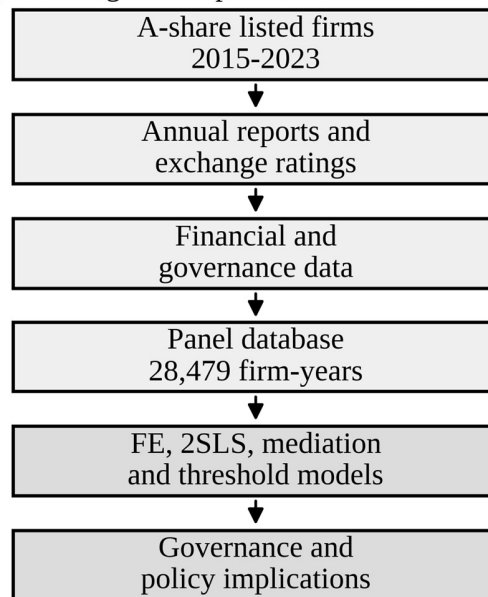 A-share listed firms
2015-2023
Annual reports and
exchange ratings
Financial and
governance data
Panel database
28,479 firm-years
FE, 2SLS, mediation
and threshold models
Governance and
policy implications